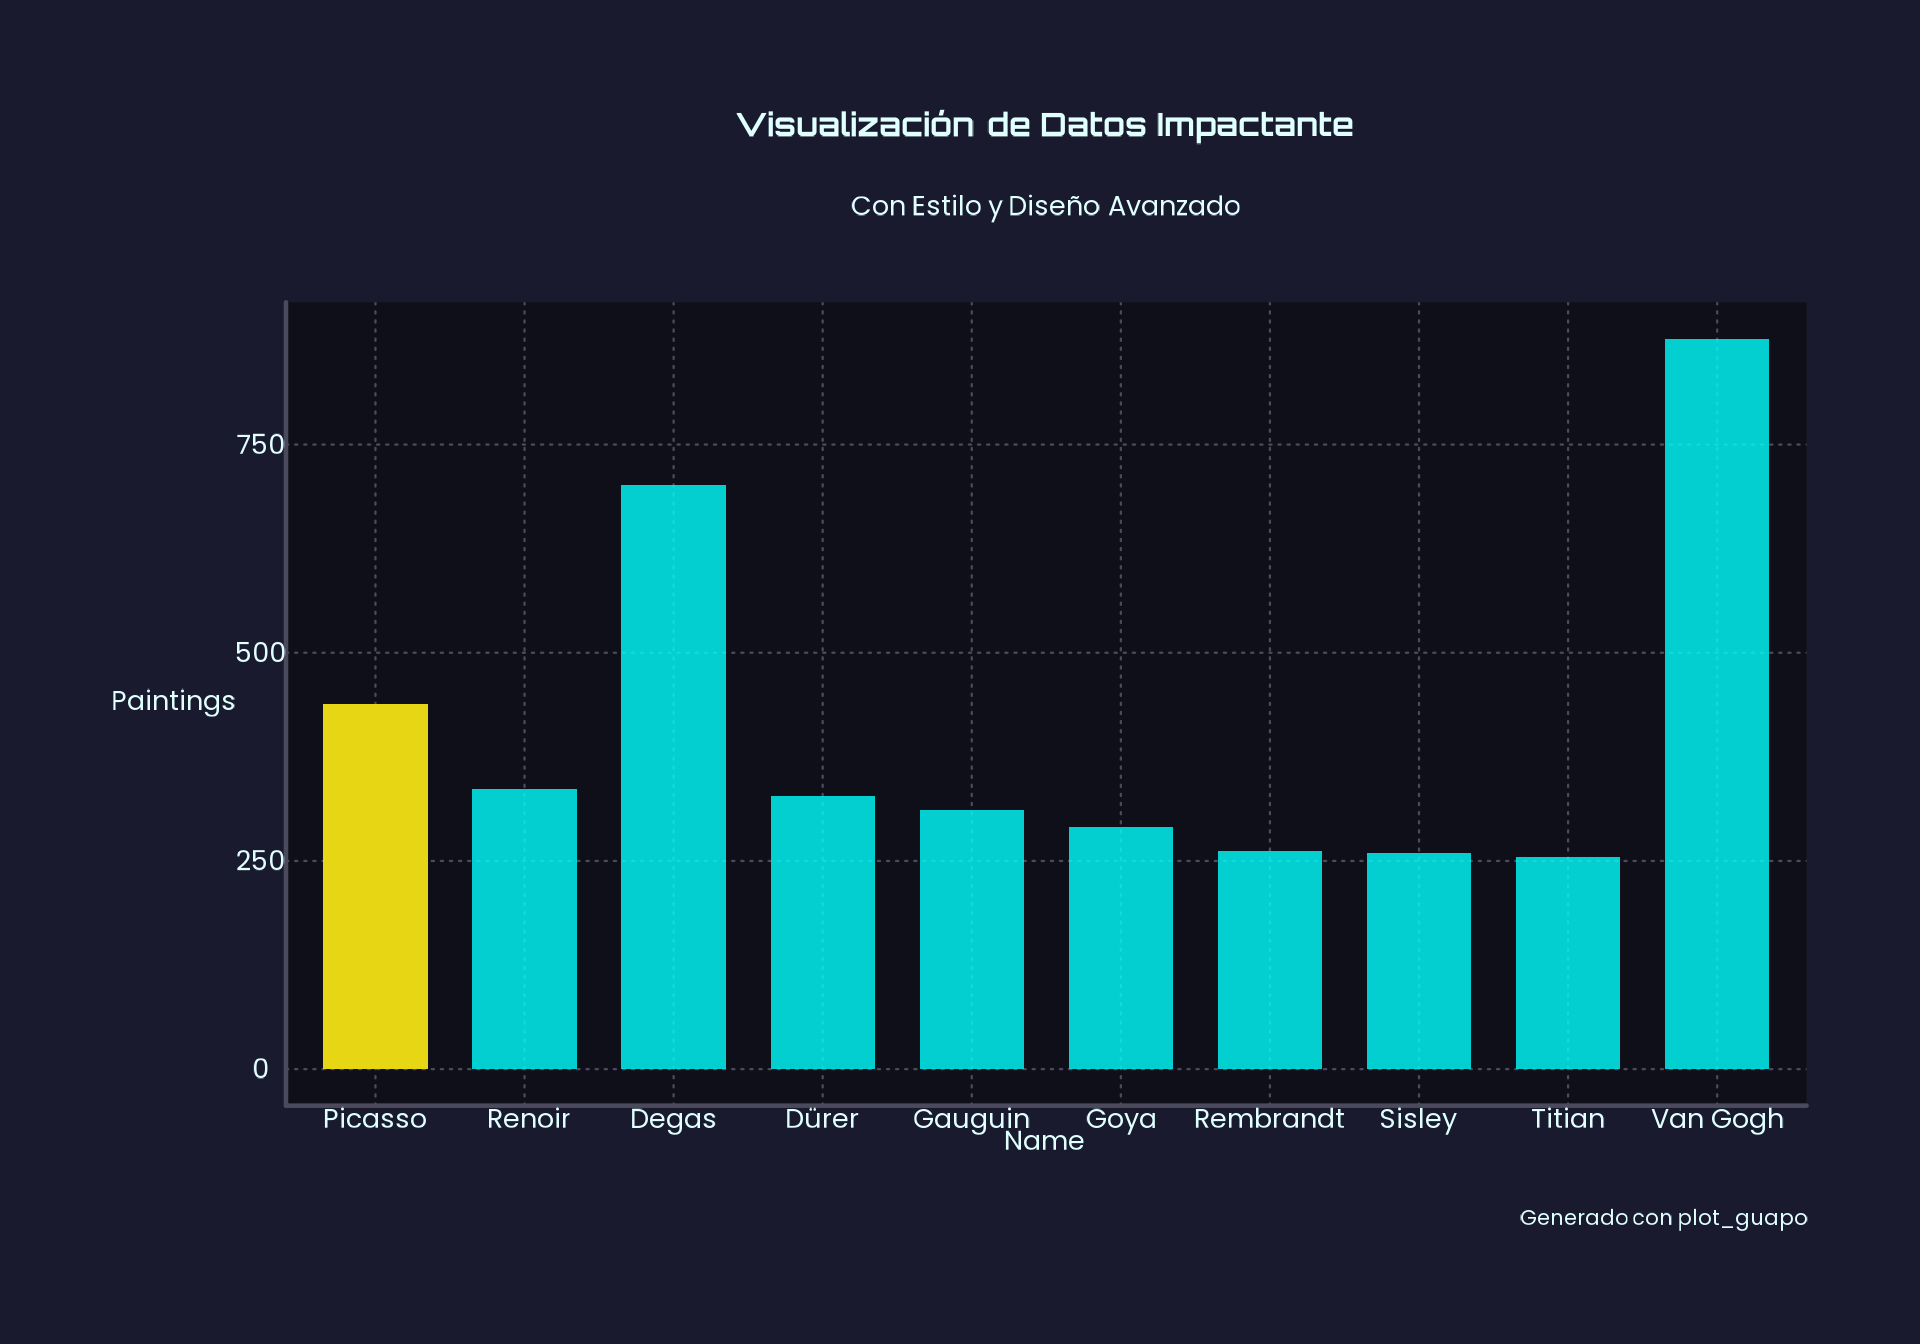 Visualización de Datos Impactante
Con Estilo y Diseño Avanzado
750
500
Paintings
250
0
Picasso Renoir Degas Dürer Gauguin Goya Rembrandt Sisley Titian Van Gogh
Name
Generado con plot_guapo